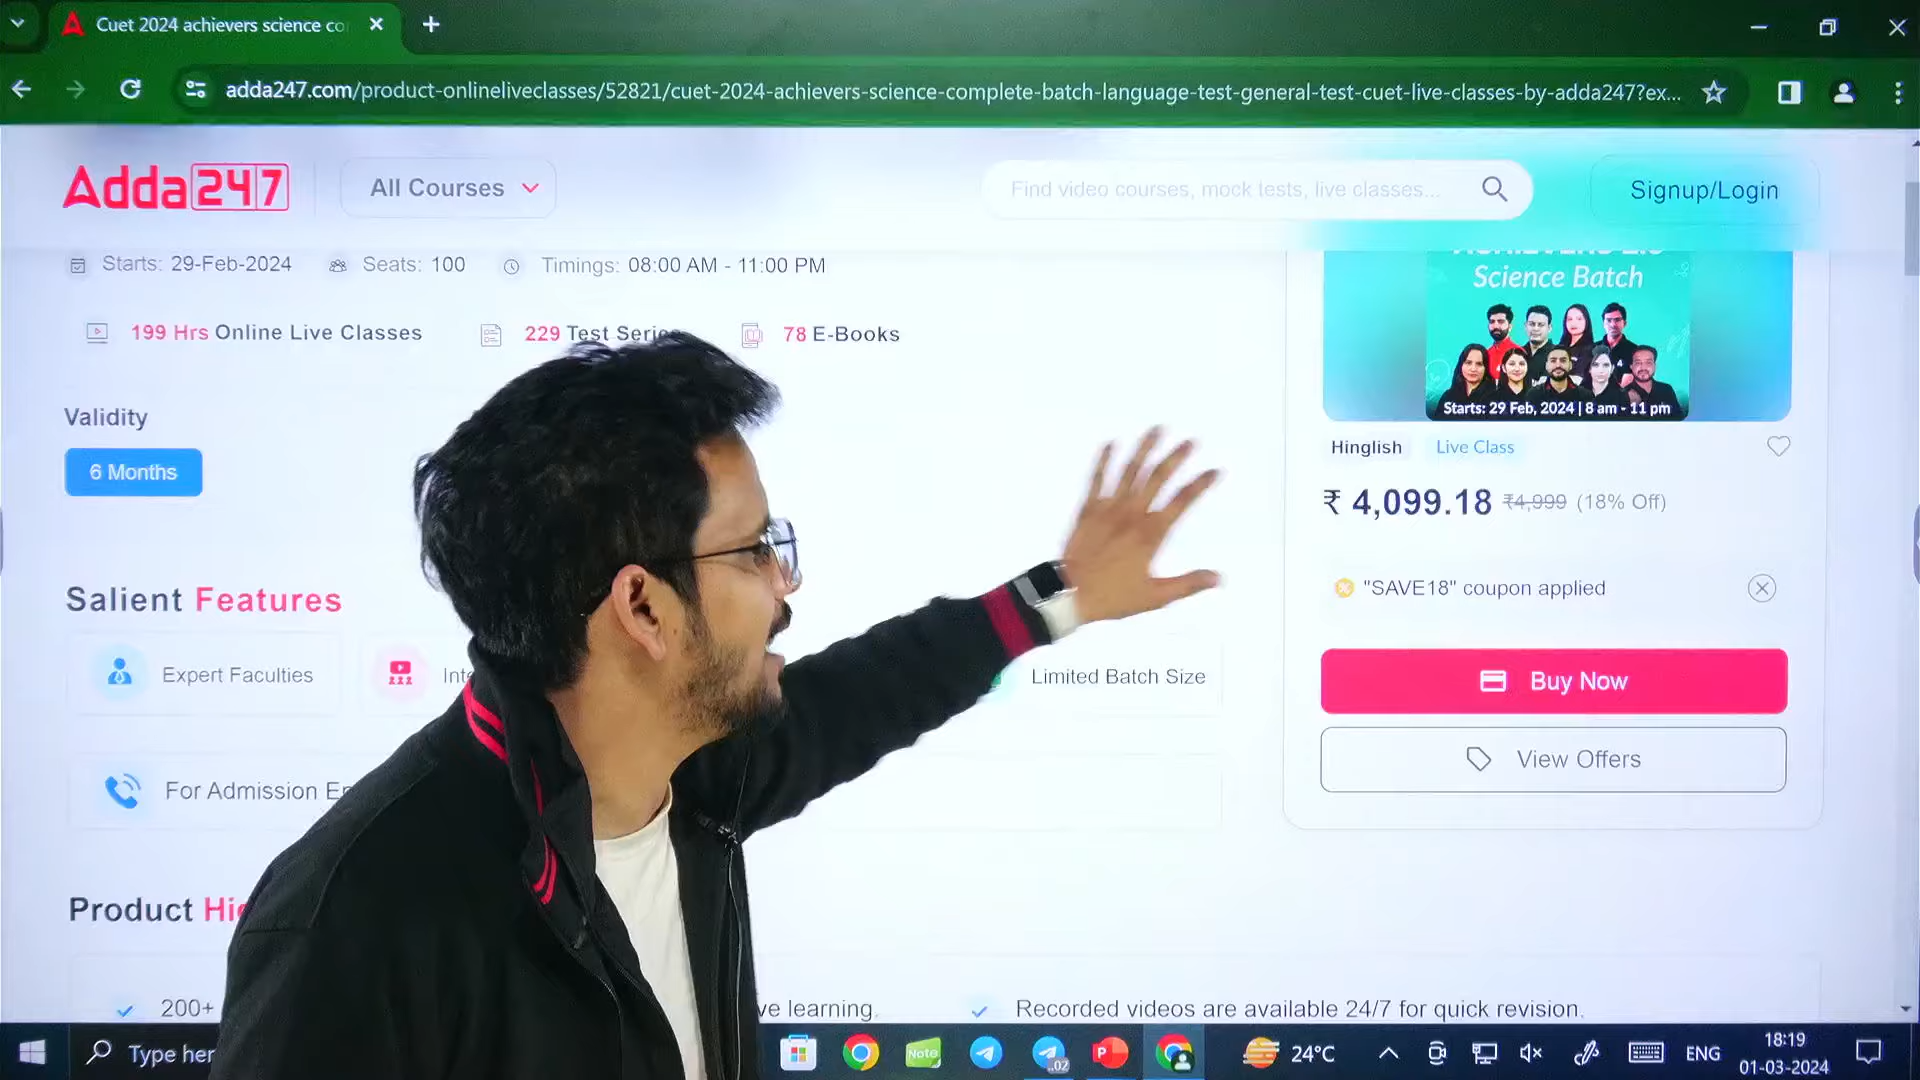 Cuet 2024 achievers science co
adda247.com/product-onlineliveclasses/52821/cuet-2024-achievers-science-complete-batch-language-test-general-test-cuet-live-classes-by-adda247?ex...
Adda247
All Courses
Find video courses, mock tests, live classes...
Signup/Login
Starts: 29-Feb-2024 Seats: 100 Timings: 08:00 AM - 11:00 PM
199 Hrs Online Live Classes 229 Test Series 78 E-Books
Science Batch
Starts: 29 Feb, 2024 | 8 am - 11 pm
Validity
6 Months
Hinglish Live Class
₹ 4,099.18 ₹4,999 (18% Off)
"SAVE18" coupon applied
Salient Features
Expert Faculties Limited Batch Size
Buy Now
View Offers
For Admission
Product
200+ learning. Recorded videos are available 24/7 for quick revision.
Type her
Note
..02
24°C
ENG
18:19
01-03-2024